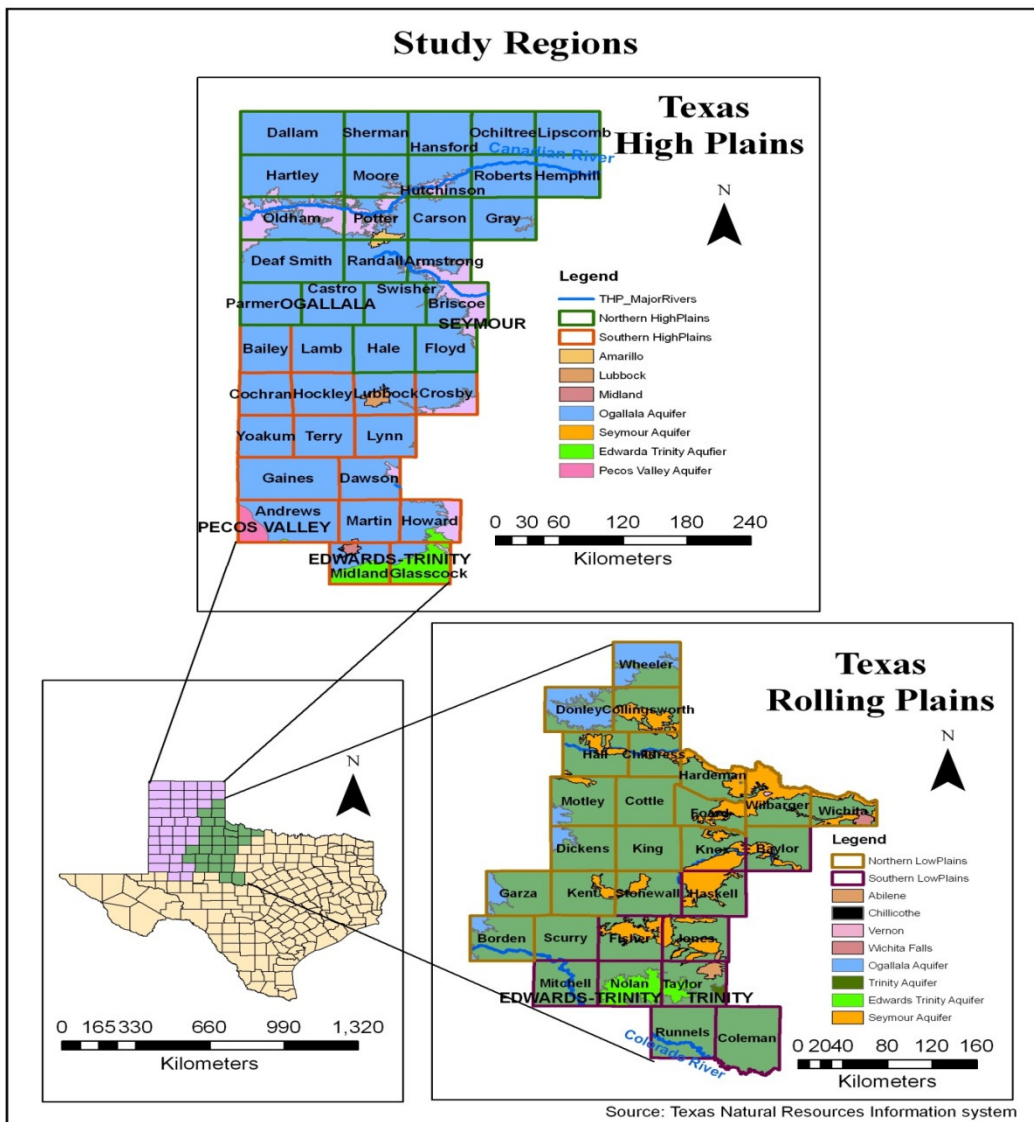 Study Regions
Texas
High Plains
Dallam Sherman Hansford Ochiltree Lipscomb
Canadian River
Hartley Moore Hutchinson Roberts Hemphill
Oldham Potter Carson Gray
Deaf Smith Randall Armstrong
Parmer OGALLALA Castro Swisher Briscoe
SEYMOUR
Bailey Lamb Hale Floyd
Cochran Hockley Lubbock Crosby
Yoakum Terry Lynn
Gaines Dawson
Andrews Martin Howard
PECOS VALLEY
EDWARDS-TRINITY
Midland Glasscock
N
Legend
THP_MajorRivers
Northern HighPlains
Southern HighPlains
Amarillo
Lubbock
Midland
Ogallala Aquifer
Seymour Aquifer
Edwarda Trinity Aqufier
Pecos Valley Aquifer
0 30 60 120 180 240
Kilometers
N
0 165 330 660 990 1,320
Kilometers
Texas
Rolling Plains
Wheeler
Donley Collingsworth
Hall Childress
Hardeman
Motley Cottle Foard Wilbarger Wichita
Dickens King Knox Baylor
Garza Kent Stonewall Haskell
Borden Scurry Fisher Jones
Mitchell Nolan Taylor
EDWARDS-TRINITY TRINITY
Runnels Coleman
Colorado River
N
Legend
Northern LowPlains
Southern LowPlains
Abilene
Chillicothe
Vernon
Wichita Falls
Ogallala Aquifer
Trinity Aquifer
Edwards Trinity Aquifer
Seymour Aquifer
0 20 40 80 120 160
Kilometers
Source: Texas Natural Resources Information system